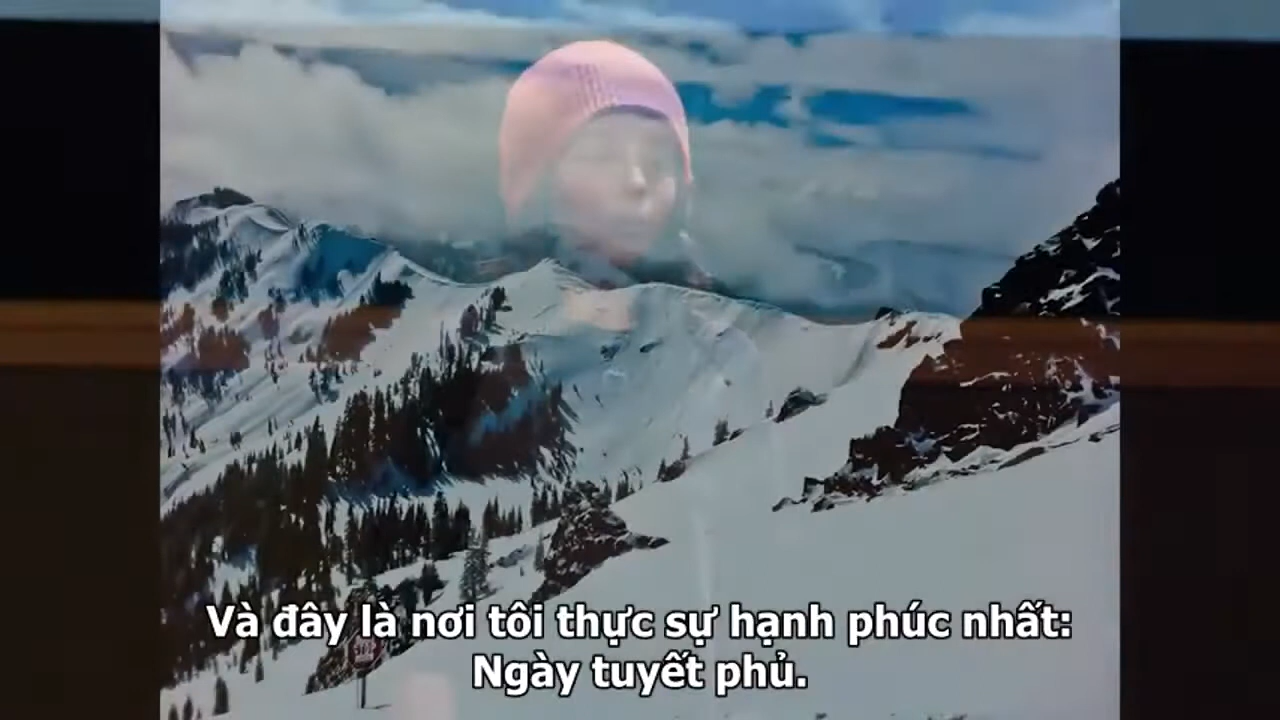 Và đây là nơi tôi thực sự hạnh phúc nhất:
Ngày tuyết phủ.